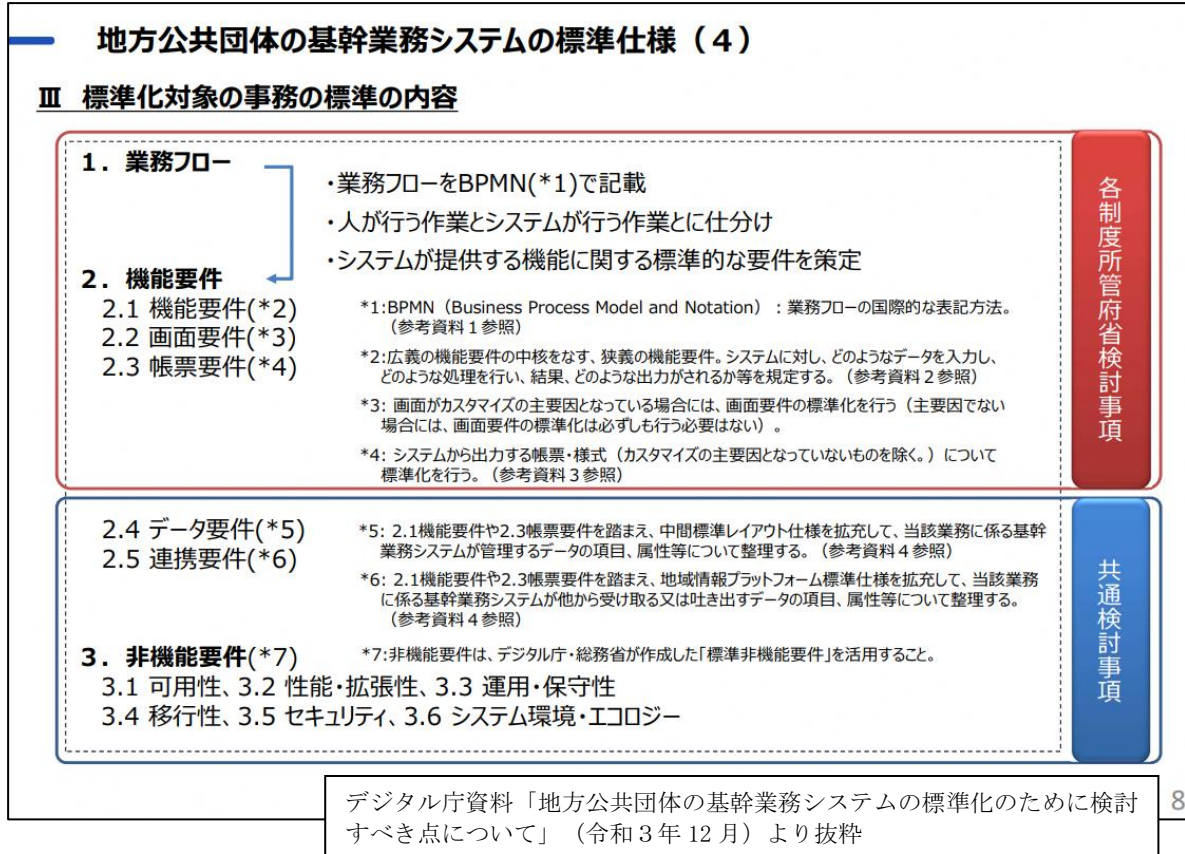 地方公共団体の基幹業務システムの標準仕様（４）
Ⅲ 標準化対象の事務の標準の内容
1．業務フロー
・業務フローをBPMN(*1)で記載
・人が行う作業とシステムが行う作業とに仕分け
・システムが提供する機能に関する標準的な要件を策定
2．機能要件
2.1 機能要件(*2)
2.2 画面要件(*3)
2.3 帳票要件(*4)
*1:BPMN（Business Process Model and Notation）：業務フローの国際的な表記方法。
（参考資料１参照）
*2:広義の機能要件の中核をなす、狭義の機能要件。システムに対し、どのようなデータを入力し、
どのような処理を行い、結果、どのような出力がされるか等を規定する。（参考資料２参照）
*3: 画面がカスタマイズの主要因となっている場合には、画面要件の標準化を行う（主要因でない
場合には、画面要件の標準化は必ずしも行う必要はない）。
*4: システムから出力する帳票・様式（カスタマイズの主要因となっていないものを除く。）について
標準化を行う。（参考資料３参照）
各制度所管府省検討事項
2.4 データ要件(*5)
2.5 連携要件(*6)
*5: 2.1機能要件や2.3帳票要件を踏まえ、中間標準レイアウト仕様を拡充して、当該業務に係る基幹
業務システムが管理するデータの項目、属性等について整理する。（参考資料４参照）
*6: 2.1機能要件や2.3帳票要件を踏まえ、地域情報プラットフォーム標準仕様を拡充して、当該業務
に係る基幹業務システムが他から受け取る又は吐き出すデータの項目、属性等について整理する。
（参考資料４参照）
3．非機能要件(*7)
*7:非機能要件は、デジタル庁・総務省が作成した「標準非機能要件」を活用すること。
3.1 可用性、3.2 性能・拡張性、3.3 運用・保守性
3.4 移行性、3.5 セキュリティ、3.6 システム環境・エコロジー
共通検討事項
デジタル庁資料「地方公共団体の基幹業務システムの標準化のために検討
すべき点について」（令和３年 12 月）より抜粋
8